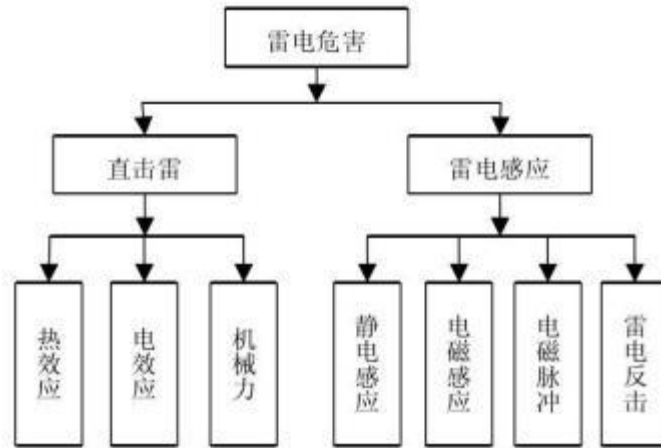 雷电危害
直击雷
雷电感应
热效应
电效应
机械力
静电感应
电磁感应
电磁脉冲
雷电反击